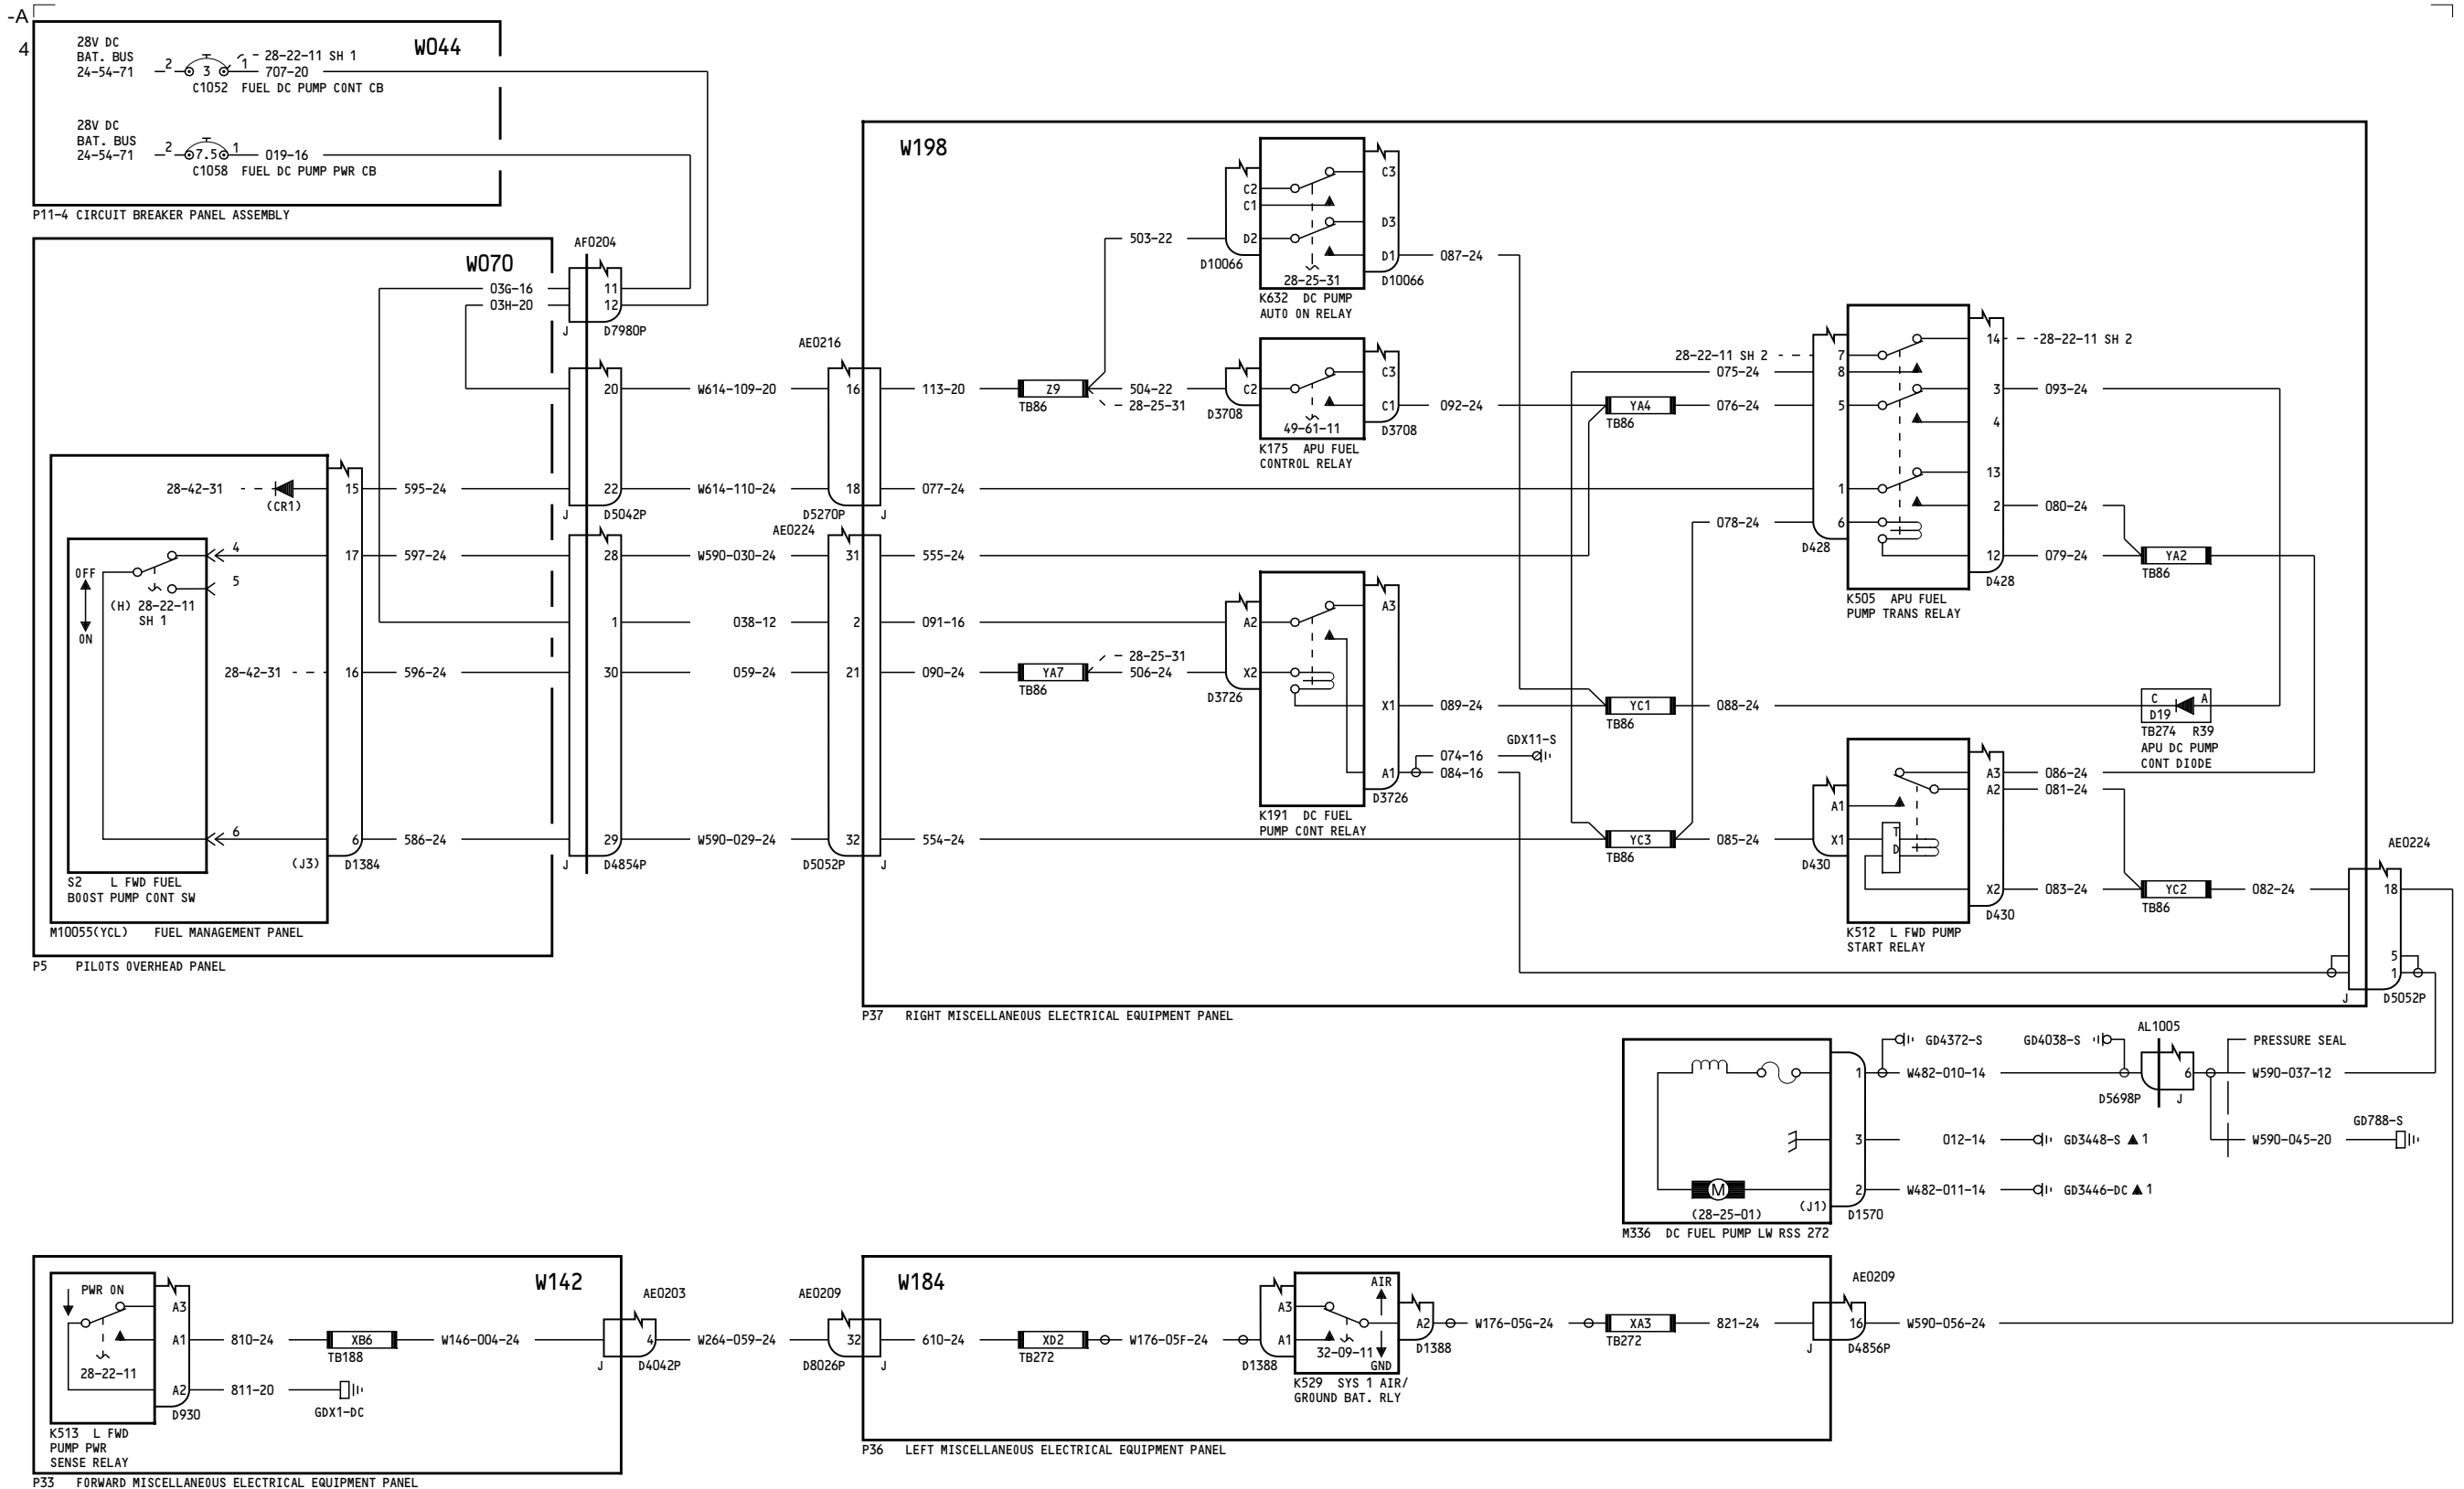 -A
4
W044
28V DC
BAT. BUS
24-54-71
2
3
1
28-22-11 SH 1
707-20
C1052 FUEL DC PUMP CONT CB
28V DC
BAT. BUS
24-54-71
2
7.5
1
019-16
C1058 FUEL DC PUMP PWR CB
P11-4 CIRCUIT BREAKER PANEL ASSEMBLY
W070
03G-16
03H-20
AF0204
11
12
J
D7980P
20
22
J
D5042P
28
1
30
29
J
D4854P
28-42-31
(CR1)
15
595-24
OFF
ON
4
5
17
597-24
(H) 28-22-11
SH 1
28-42-31
16
596-24
6
6
586-24
(J3)
D1384
S2 L FWD FUEL
BOOST PUMP CONT SW
M10055(YCL) FUEL MANAGEMENT PANEL
P5 PILOTS OVERHEAD PANEL
W614-109-20
W614-110-24
W590-030-24
038-12
059-24
W590-029-24
AE0216
16
18
D5270P
J
AE0224
31
2
21
32
D5052P
J
W198
113-20
Z9
TB86
503-22
504-22
28-25-31
077-24
555-24
091-16
090-24
YA7
TB86
28-25-31
506-24
554-24
C2
C1
D2
D10066
C3
D3
D1
D10066
28-25-31
K632 DC PUMP
AUTO ON RELAY
087-24
C2
D3708
C3
C1
D3708
49-61-11
K175 APU FUEL
CONTROL RELAY
092-24
A2
X2
D3726
A3
X1
A1
D3726
K191 DC FUEL
PUMP CONT RELAY
089-24
074-16
084-16
GDX11-S
YA4
TB86
YC1
TB86
YC3
TB86
28-22-11 SH 2
075-24
076-24
078-24
088-24
085-24
7
8
5
1
6
D428
14
3
4
13
2
12
D428
K505 APU FUEL
PUMP TRANS RELAY
28-22-11 SH 2
093-24
080-24
079-24
YA2
TB86
C
A
D19
TB274 R39
APU DC PUMP
CONT DIODE
A1
X1
D430
T
D
A3
A2
X2
D430
K512 L FWD PUMP
START RELAY
086-24
081-24
083-24
YC2
TB86
082-24
AE0224
18
5
1
J
D5052P
P37 RIGHT MISCELLANEOUS ELECTRICAL EQUIPMENT PANEL
M
(28-25-01)
(J1)
1
3
2
D1570
M336 DC FUEL PUMP LW RSS 272
GD4372-S
W482-010-14
GD4038-S
012-14
GD3448-S
1
W482-011-14
GD3446-DC
1
AL1005
6
D5698P
J
PRESSURE SEAL
W590-037-12
W590-045-20
GD788-S
W142
PWR ON
28-22-11
A3
A1
A2
D930
810-24
XB6
TB188
W146-004-24
811-20
GDX1-DC
K513 L FWD
PUMP PWR
SENSE RELAY
P33 FORWARD MISCELLANEOUS ELECTRICAL EQUIPMENT PANEL
AE0203
4
J
D4042P
W264-059-24
AE0209
32
D8026P
J
W184
610-24
XD2
TB272
W176-05F-24
A3
A1
D1388
AIR
32-09-11
GND
A2
D1388
K529 SYS 1 AIR/
GROUND BAT. RLY
W176-05G-24
XA3
TB272
821-24
AE0209
16
J
D4856P
W590-056-24
P36 LEFT MISCELLANEOUS ELECTRICAL EQUIPMENT PANEL